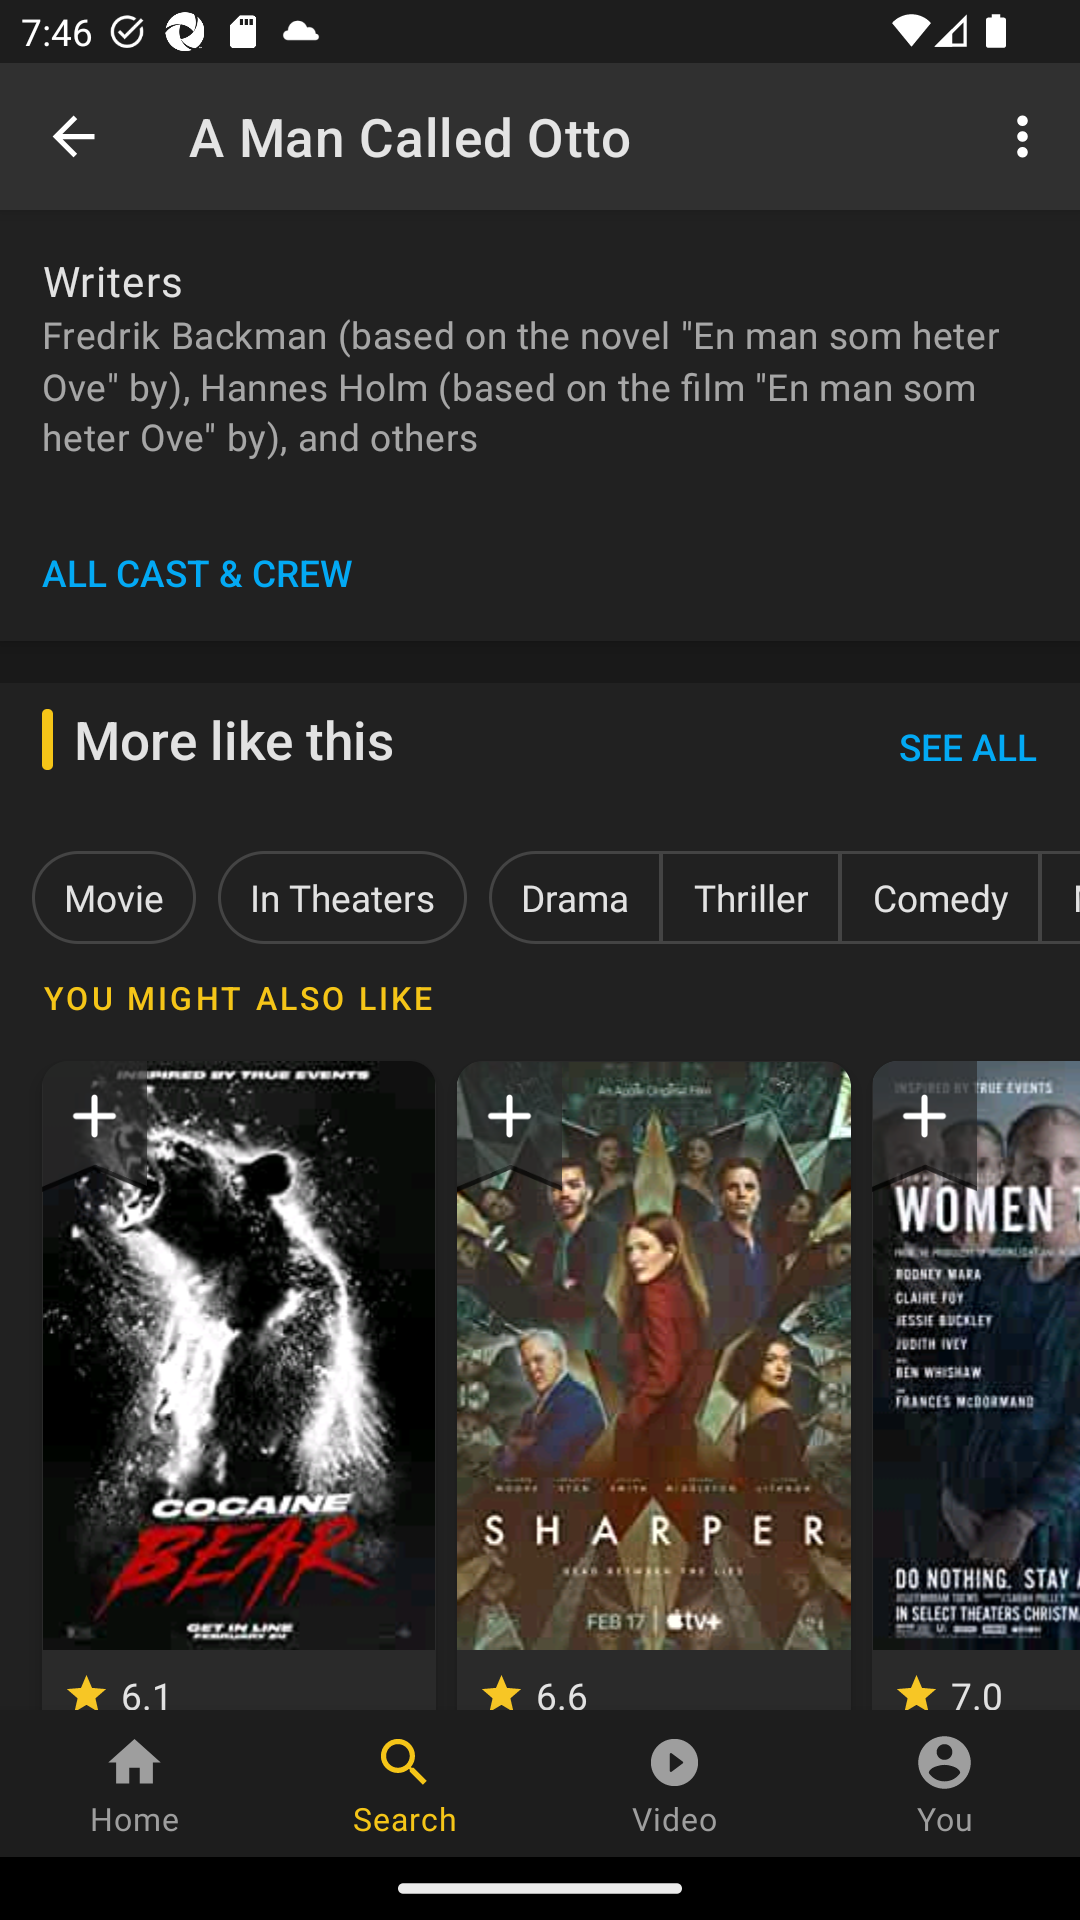 7:46
A Man Called Otto
Writers
Fredrik Backman (based on the novel "En man som heter
Ove" by), Hannes Holm (based on the film "En man som
heter Ove" by), and others
ALL CAST & CREW
More like this
SEE ALL
Movie
In Theaters
Drama
Thriller
Comedy
YOU MIGHT ALSO LIKE
INSPIRED BY TRUE EVENTS
COCAINE
BEAR
GET IN LINE
An Apple Original Film
SHARPER
FEB 17 | tv+
INSPIRED BY TRUE EVENTS
WOMEN
ROONEY MARA
CLAIRE FOY
JESSIE BUCKLEY
JUDITH IVEY
BEN WHISHAW
FRANCES McDORMAND
DO NOTHING. STAY
IN SELECT THEATERS
6.1
6.6
7.0
Home
Search
Video
You